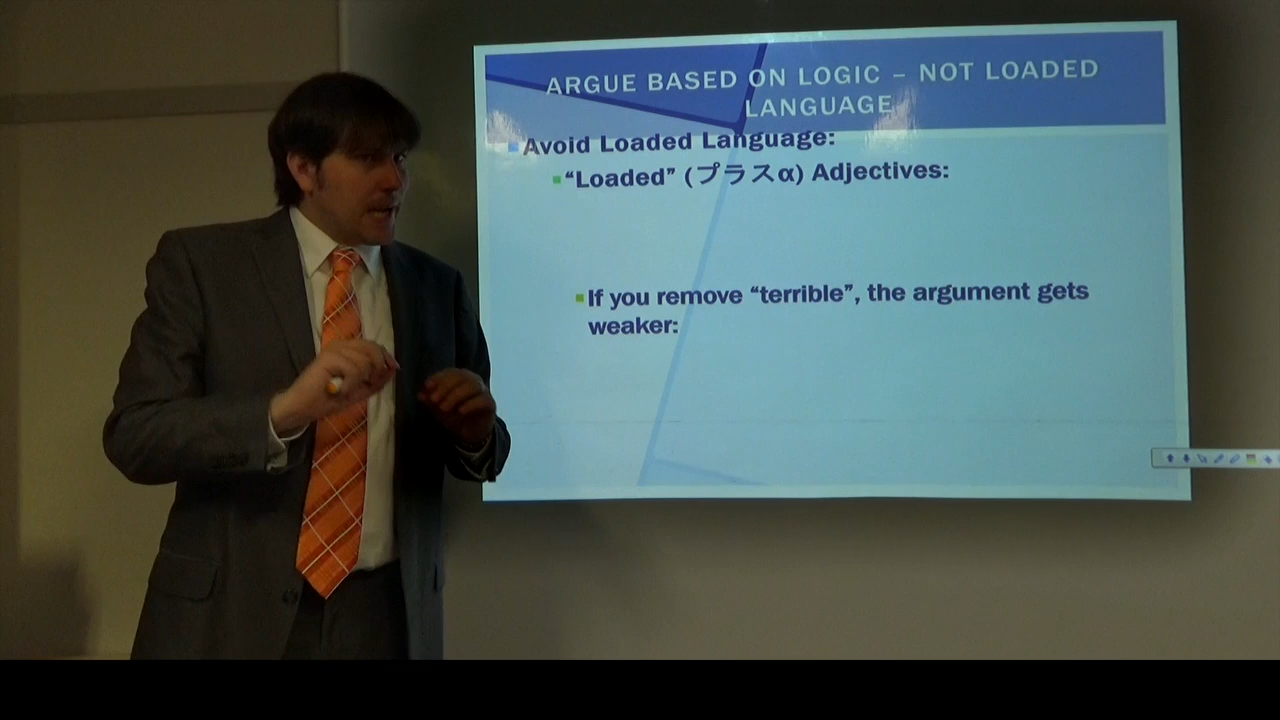 ARGUE BASED ON LOGIC – NOT LOADED
LANGUAGE
Avoid Loaded Language:
“Loaded” (プラスα) Adjectives:
If you remove “terrible”, the argument gets
weaker: